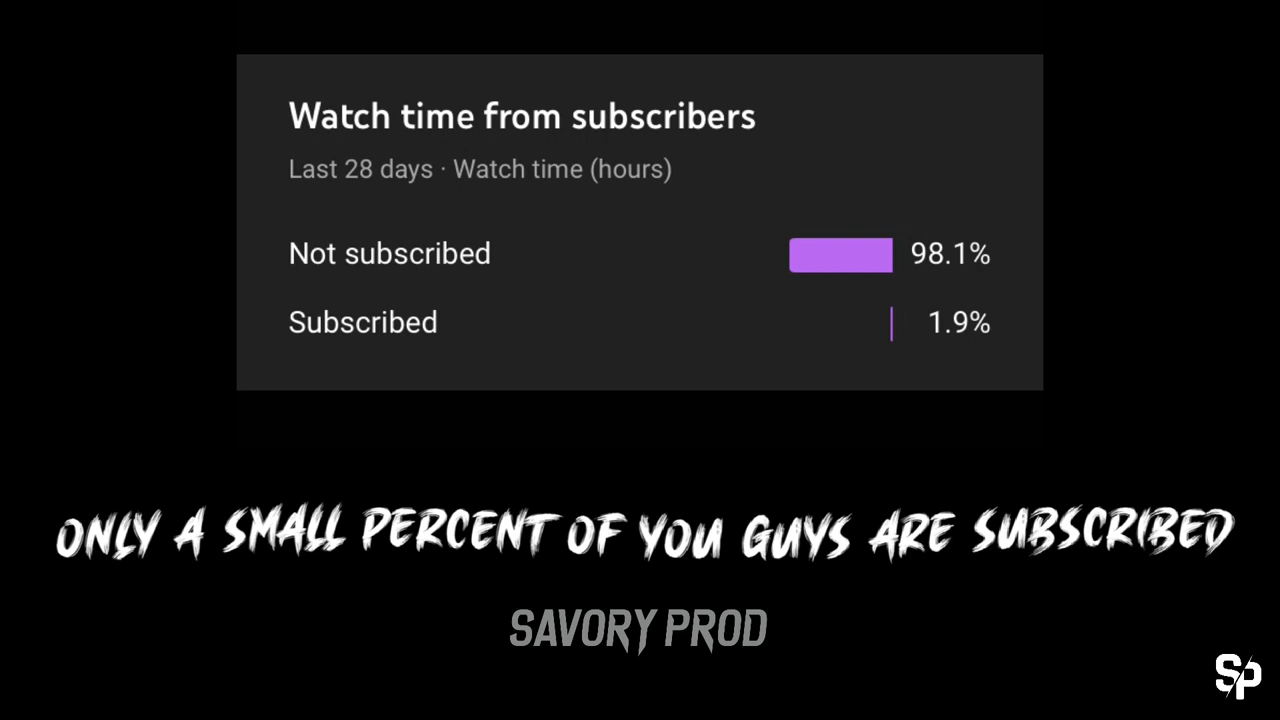 Watch time from subscribers
Last 28 days · Watch time (hours)
Not subscribed 98.1%
Subscribed 1.9%
ONLY A SMALL PERCENT OF YOU GUYS ARE SUBSCRIBED
SAVORY PROD
SP